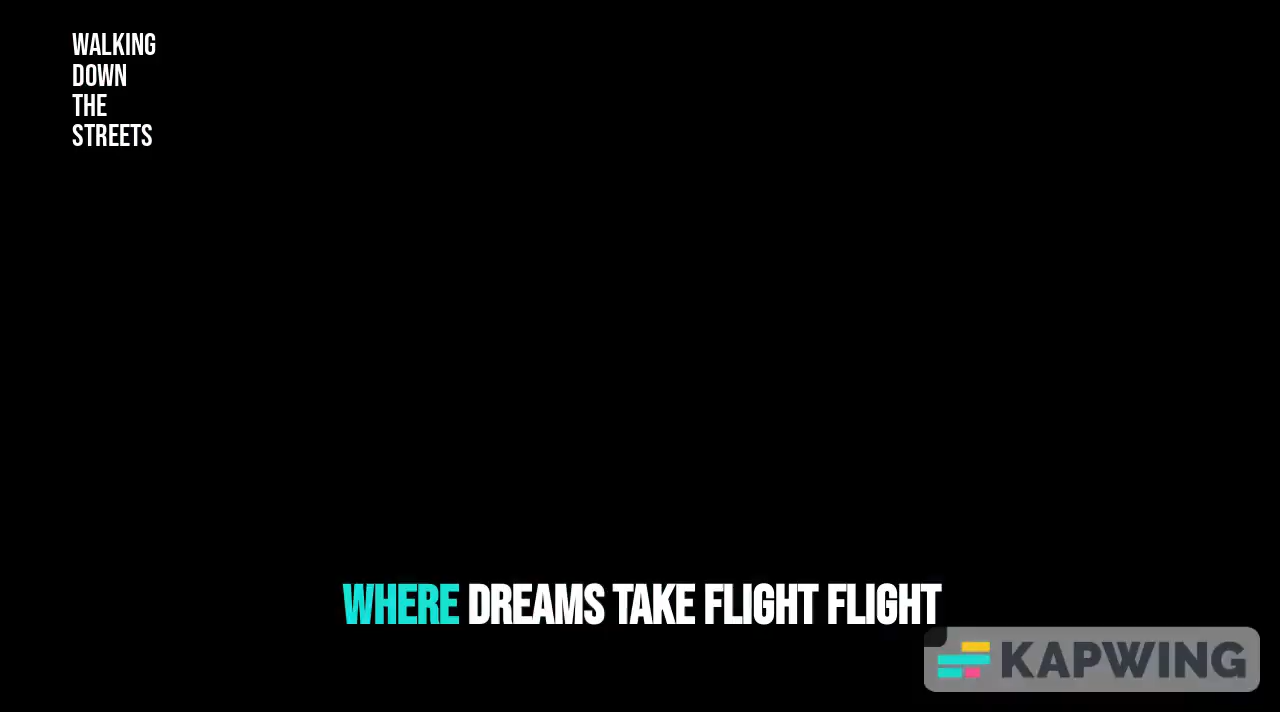 WALKING
DOWN
THE
STREETS
WHERE DREAMS TAKE FLIGHT FLIGHT
KAPWING